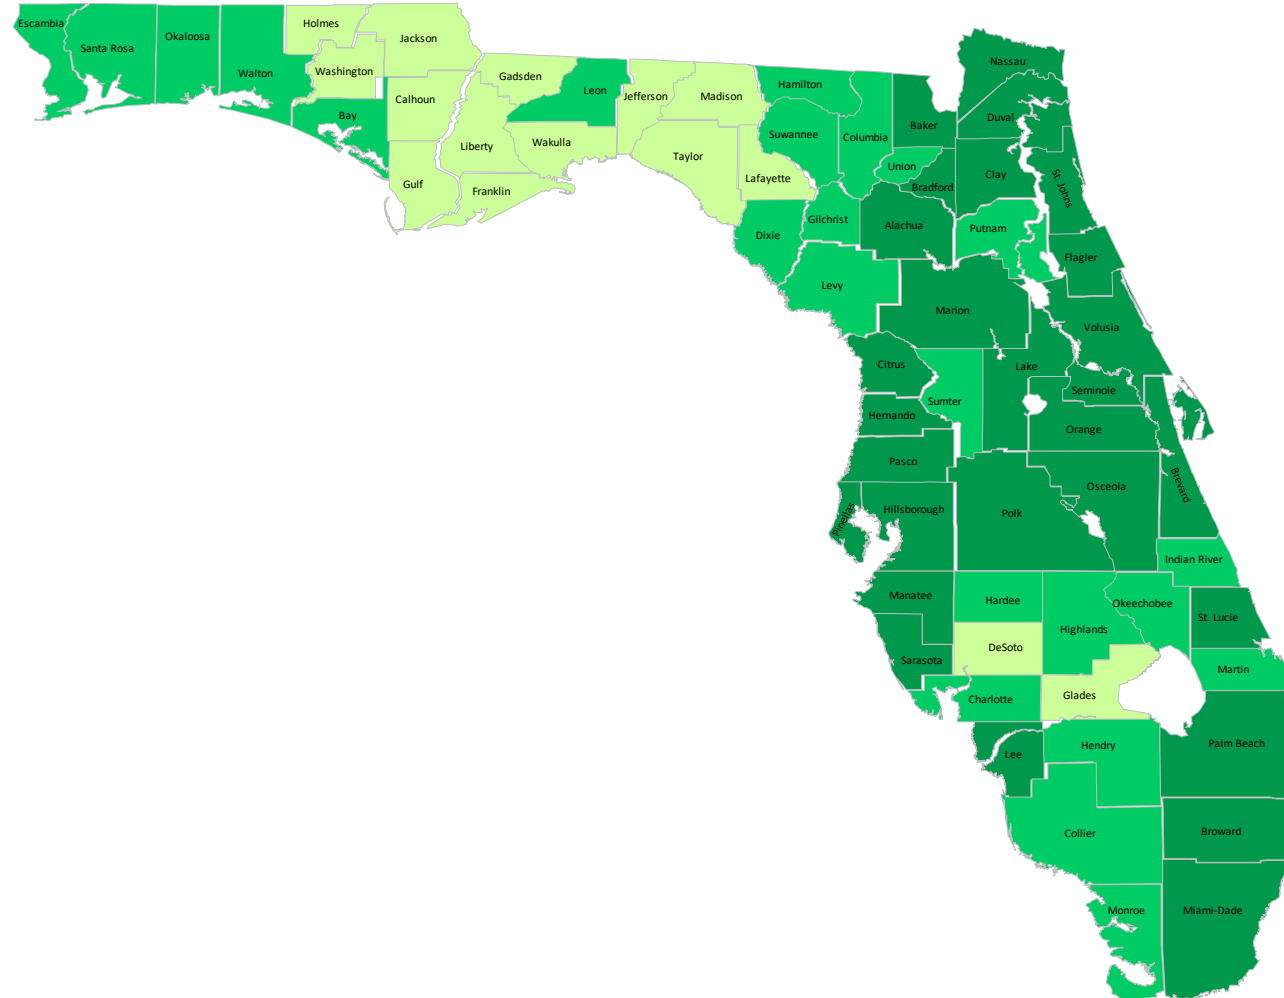 Escambia
Santa Rosa
Okaloosa
Walton
Holmes
Jackson
Washington
Bay
Calhoun
Gulf
Gadsden
Liberty
Franklin
Leon
Wakulla
Jefferson
Madison
Taylor
Lafayette
Hamilton
Suwannee
Columbia
Dixie
Gilchrist
Levy
Nassau
Duval
Baker
Union
Bradford
Clay
St. Johns
Alachua
Putnam
Flagler
Marion
Volusia
Citrus
Lake
Sumter
Seminole
Hernando
Orange
Pasco
Osceola
Brevard
Pinellas
Hillsborough
Polk
Indian River
Manatee
Hardee
Okeechobee
St. Lucie
Highlands
DeSoto
Sarasota
Martin
Charlotte
Glades
Lee
Hendry
Palm Beach
Collier
Broward
Monroe
Miami-Dade